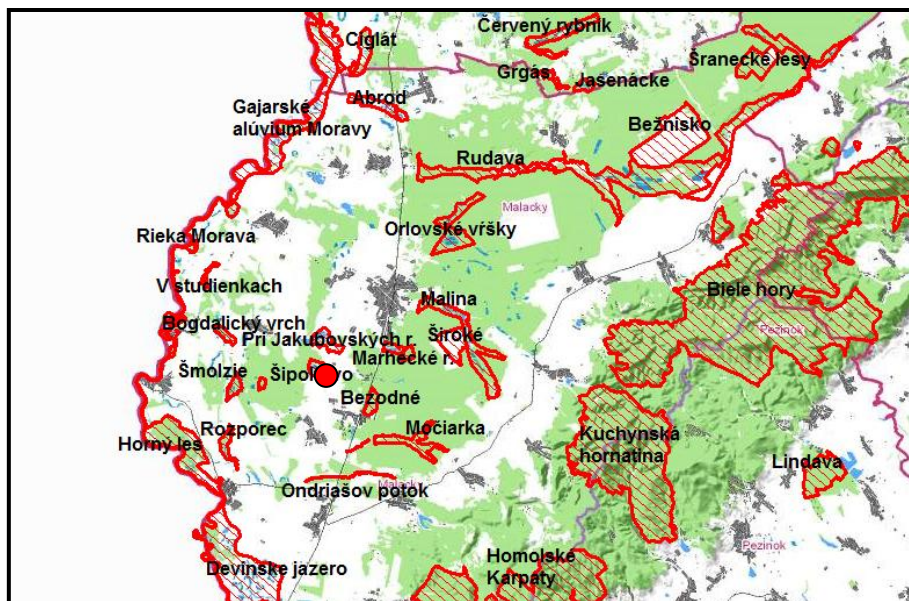 Červený rybník
Ciglát
Šranecké lesy
Grgás
Jasenácke
Abrod
Gajarské
alúvium Moravy
Bežnisko
Rudava
Malacky
Orlovské vŕšky
Rieka Morava
V studienkach
Malina
Biele hory
Bogdalický vrch
Široké
Pri Jakubovských r.
Pezinok
Marhecké r.
Šmolzie
Bezodné
Močiarka
Rozporec
Horný les
Kuchynská
hornatina
Lindava
Ondriašov potok
Malacky
Pezinok
Homolské
Karpaty
Devínske jazero